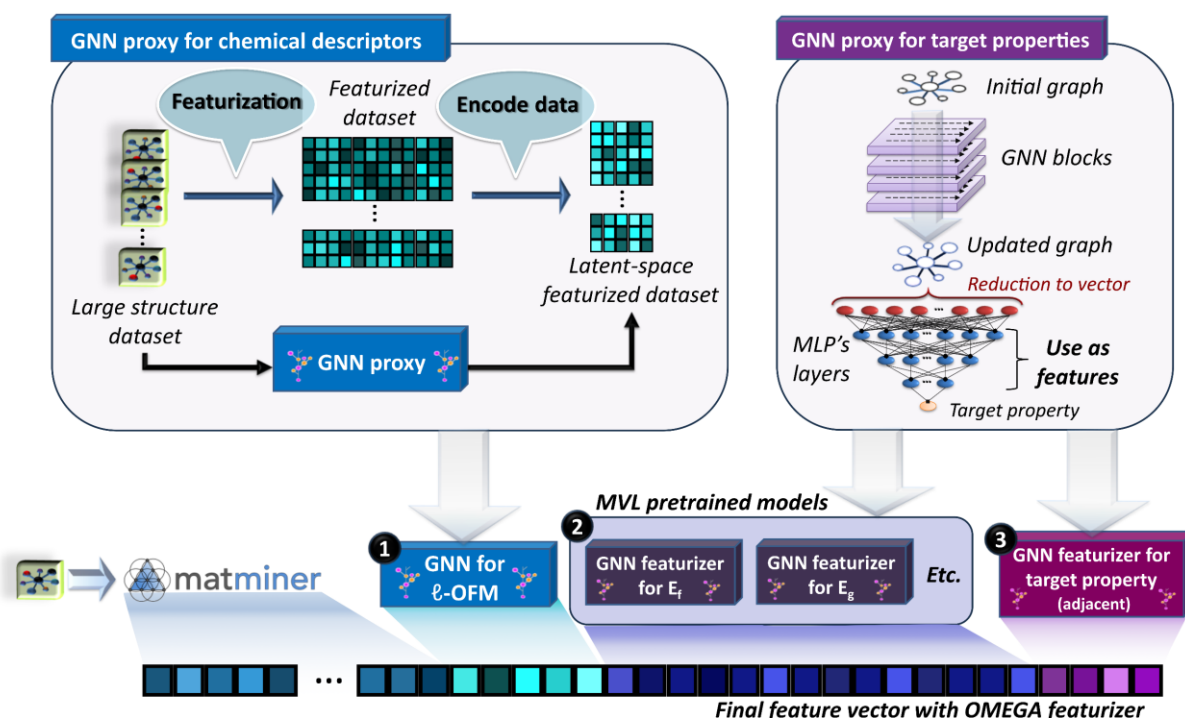 GNN proxy for chemical descriptors
Featurization
Featurized
dataset
Encode data
Large structure
dataset
Latent-space
featurized dataset
GNN proxy
GNN proxy for target properties
Initial graph
GNN blocks
Updated graph
Reduction to vector
MLP's
layers
Use as
features
Target property
MVL pretrained models
matminer
1
GNN for
ℓ-OFM
2
GNN featurizer
for Ef
GNN featurizer
for Eg
Etc.
3
GNN featurizer for
target property
(adjacent)
Final feature vector with OMEGA featurizer